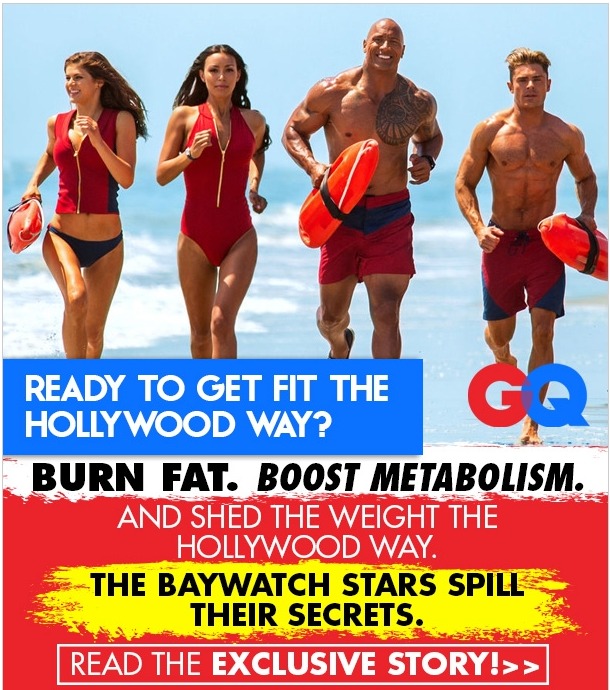 READY TO GET FIT THE
HOLLYWOOD WAY?
GQ
BURN FAT. BOOST METABOLISM.
AND SHED THE WEIGHT THE
HOLLYWOOD WAY.
THE BAYWATCH STARS SPILL
THEIR SECRETS.
READ THE EXCLUSIVE STORY!>>